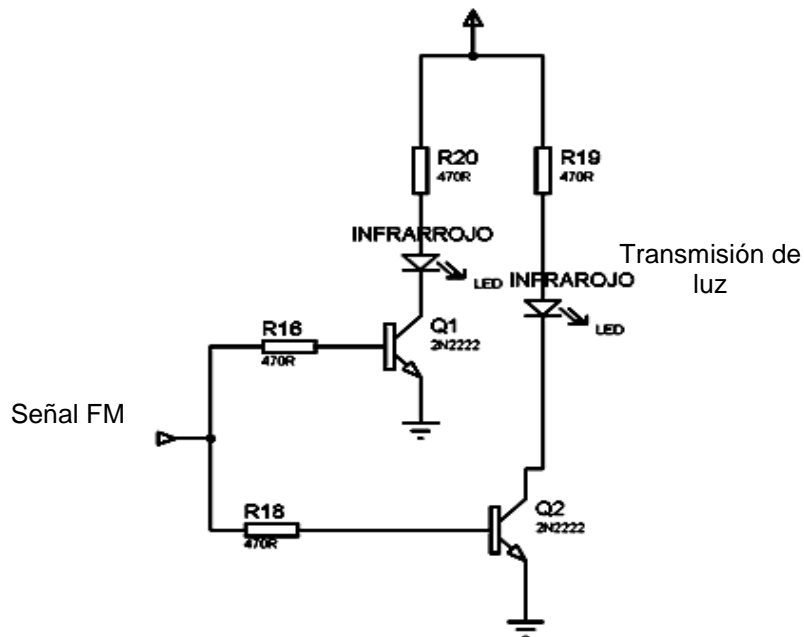 R20
470R
R19
470R
INFRARROJO
LED
INFRAROJO
LED
Transmisión de
luz
R16
470R
Q1
2N2222
Señal FM
R18
470R
Q2
2N2222